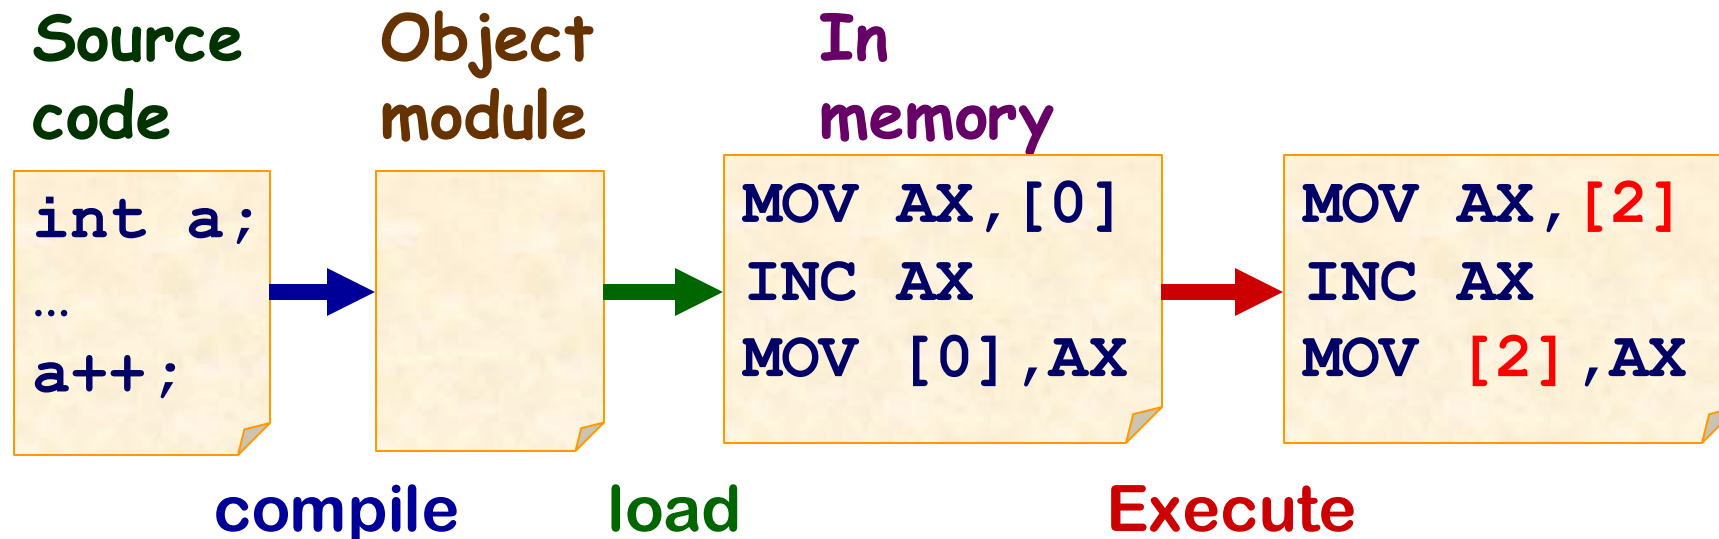 Source
code
Object
module
In
memory
int a;
…
a++;
MOV AX,[0]
INC AX
MOV [0],AX
MOV AX,[2]
INC AX
MOV [2],AX
compile
load
Execute